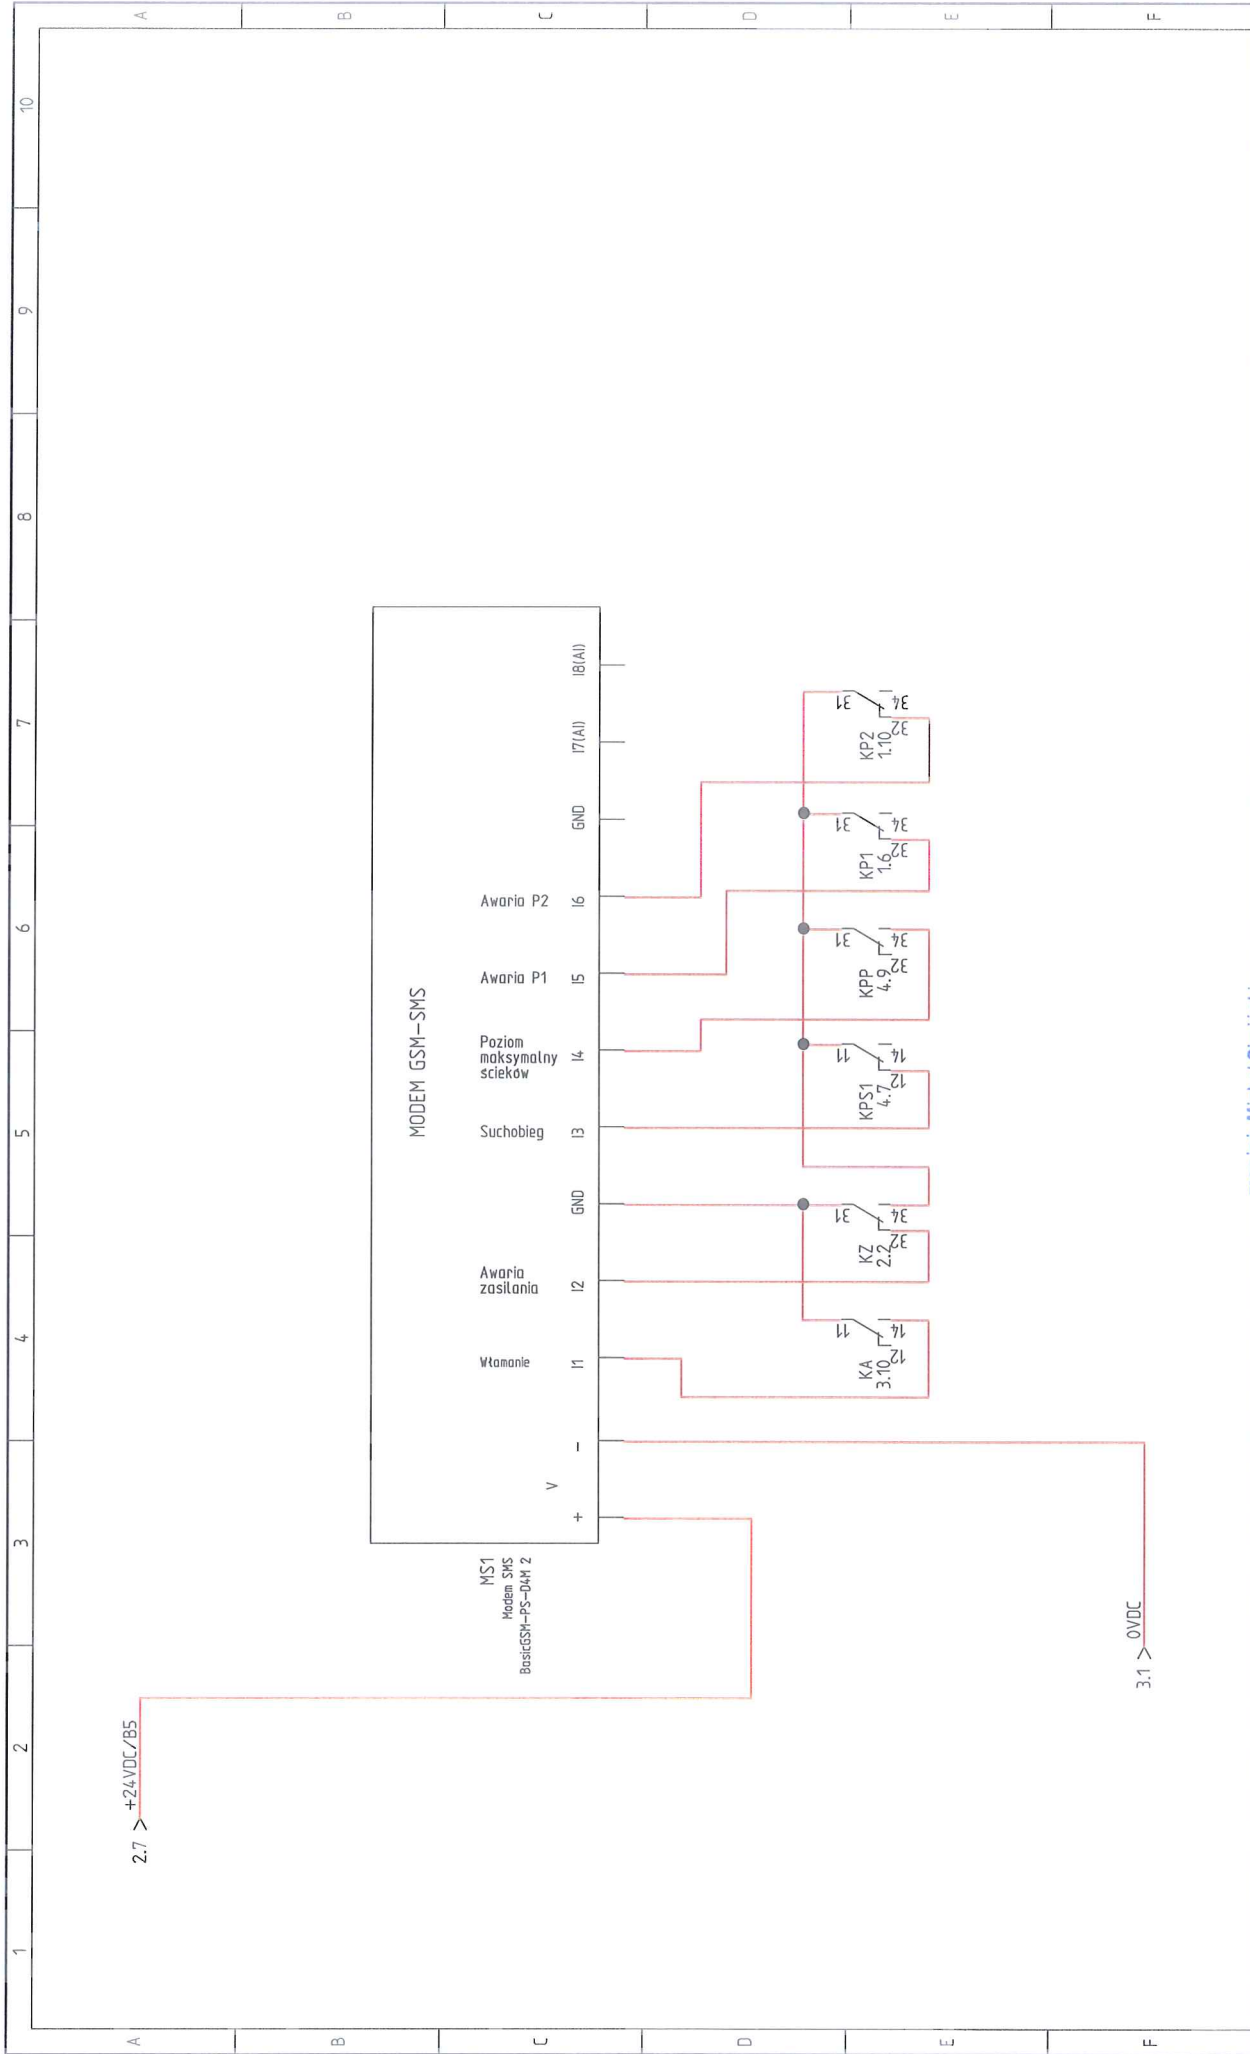 1 2 3 4 5 6 7 8 9 10
A A
B B
C C
D D
E E
F F
2.7 > +24VDC/B5
MS1
Modem SMS
BasicGSM-PS-D4M 2
MODEM GSM-SMS
Włamanie
Awaria
zasilania
Suchobieg
Poziom
maksymalny
ścieków
Awaria P1
Awaria P2
V
+ - I1 I2 GND I3 I4 I5 I6 GND I7(AI) I8(AI)
KA
3.10
11
12 14
KZ
2.2
31
32 34
KPS1
4.7
11
12 14
KPP
4.9
31
32 34
KP1
1.6
31
32 34
KP2
1.10
31
32 34
3.1 > 0VDC